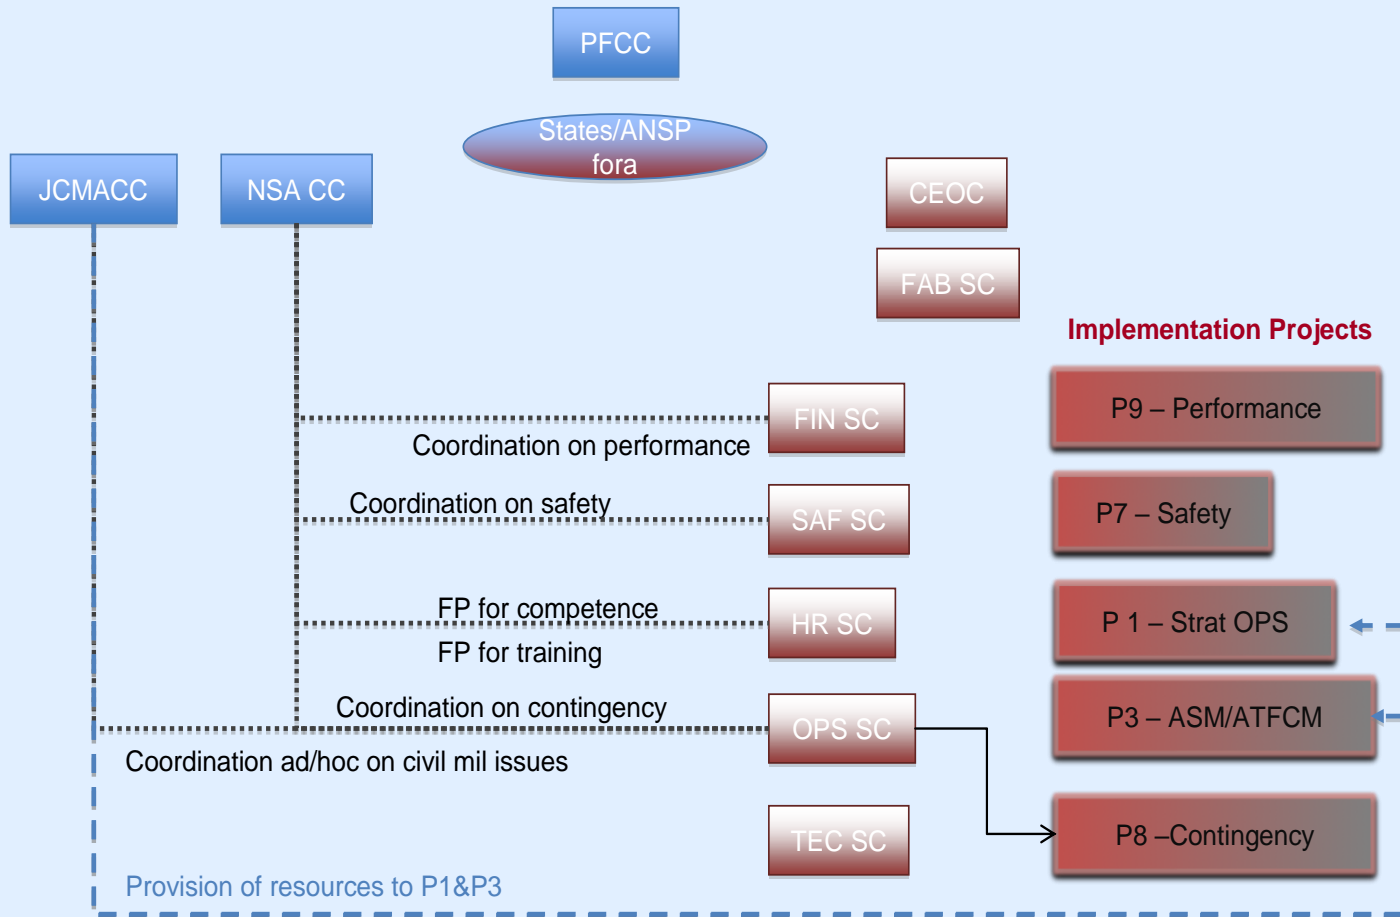 PFCC
States/ANSP
fora
JCMACC
NSA CC
CEOC
FAB SC
Implementation Projects
FIN SC
P9 – Performance
Coordination on performance
Coordination on safety
SAF SC
P7 – Safety
FP for competence
HR SC
P 1 – Strat OPS
FP for training
Coordination on contingency
OPS SC
P3 – ASM/ATFCM
Coordination ad/hoc on civil mil issues
TEC SC
P8 –Contingency
Provision of resources to P1&P3